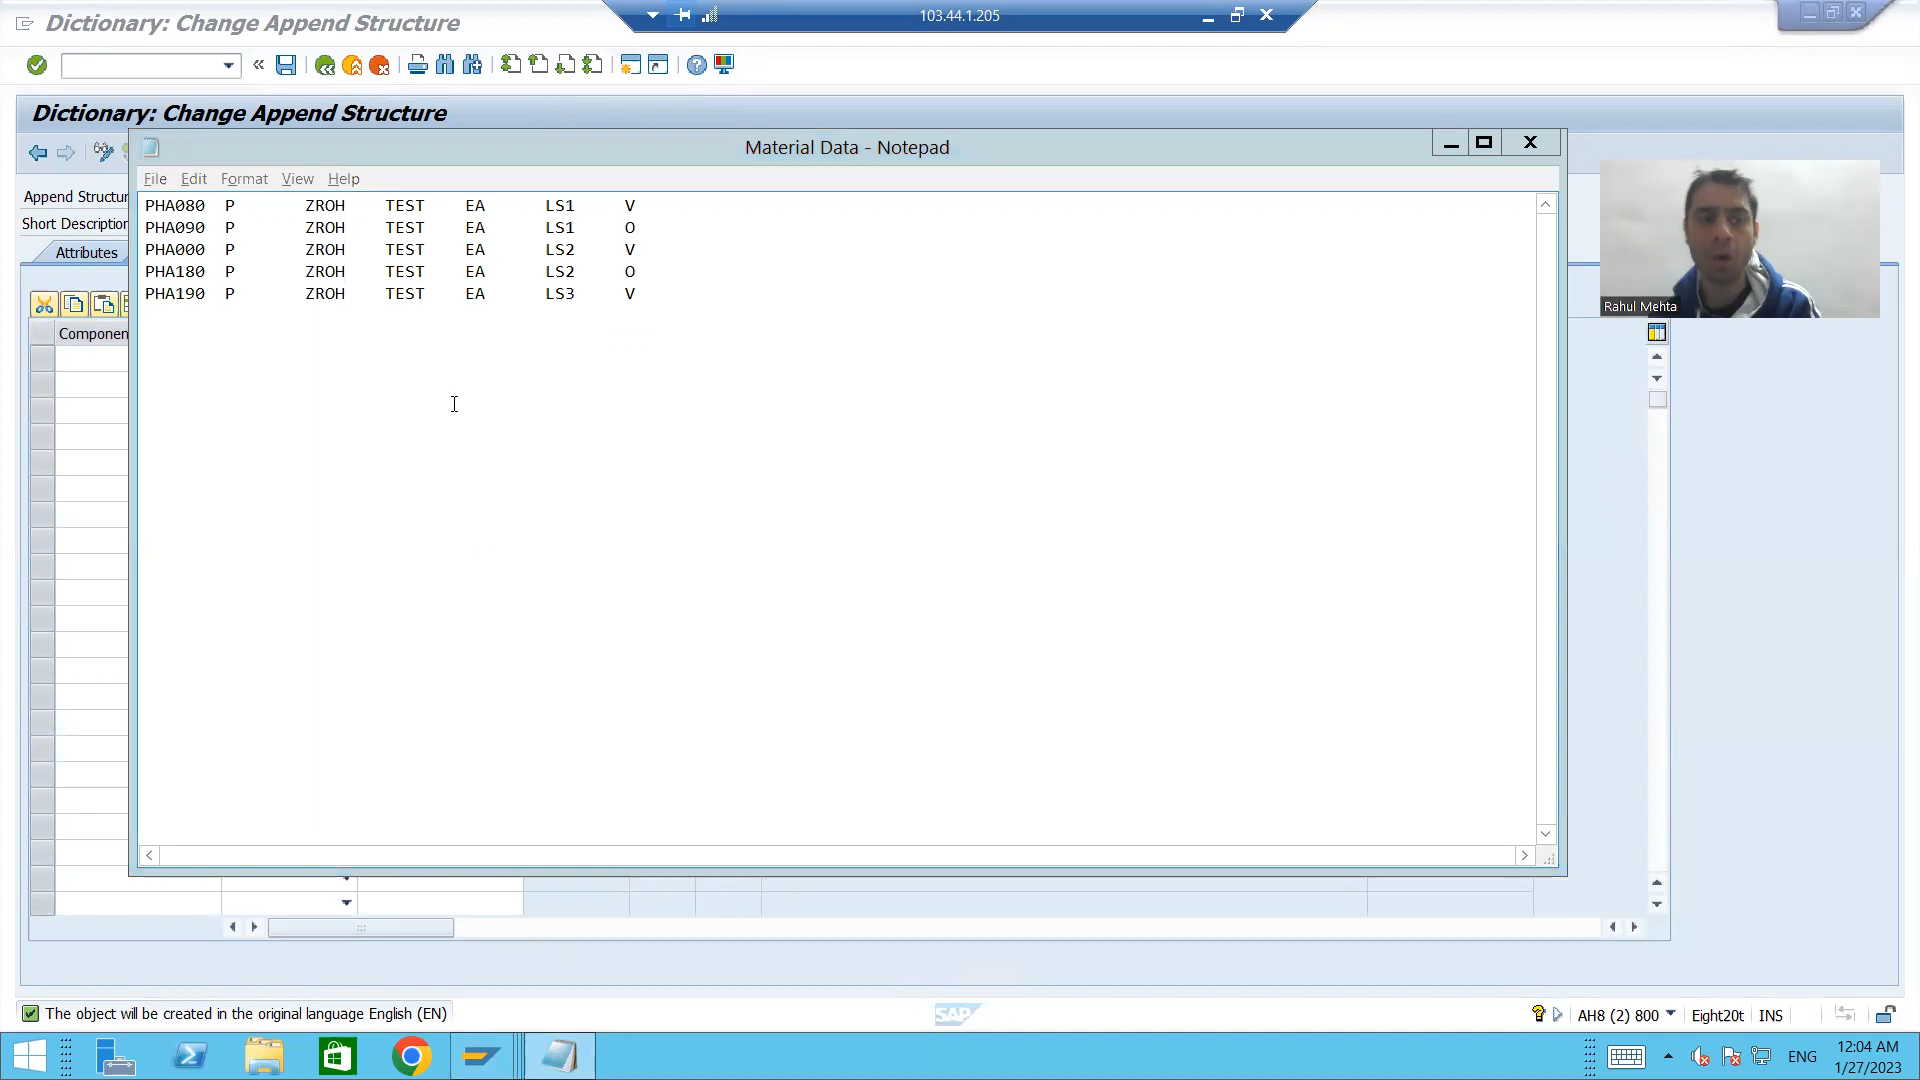 Dictionary: Change Append Structure
103.44.1.205
Dictionary: Change Append Structure
Material Data - Notepad
File Edit Format View Help
Append Structur
Short Description
Attributes
Componen
PHA080 P ZROH TEST EA LS1 V
PHA090 P ZROH TEST EA LS1 O
PHA000 P ZROH TEST EA LS2 V
PHA180 P ZROH TEST EA LS2 O
PHA190 P ZROH TEST EA LS3 V
Rahul Mehta
The object will be created in the original language English (EN)
SAP
AH8 (2) 800 Eight20t INS
ENG
12:04 AM
1/27/2023